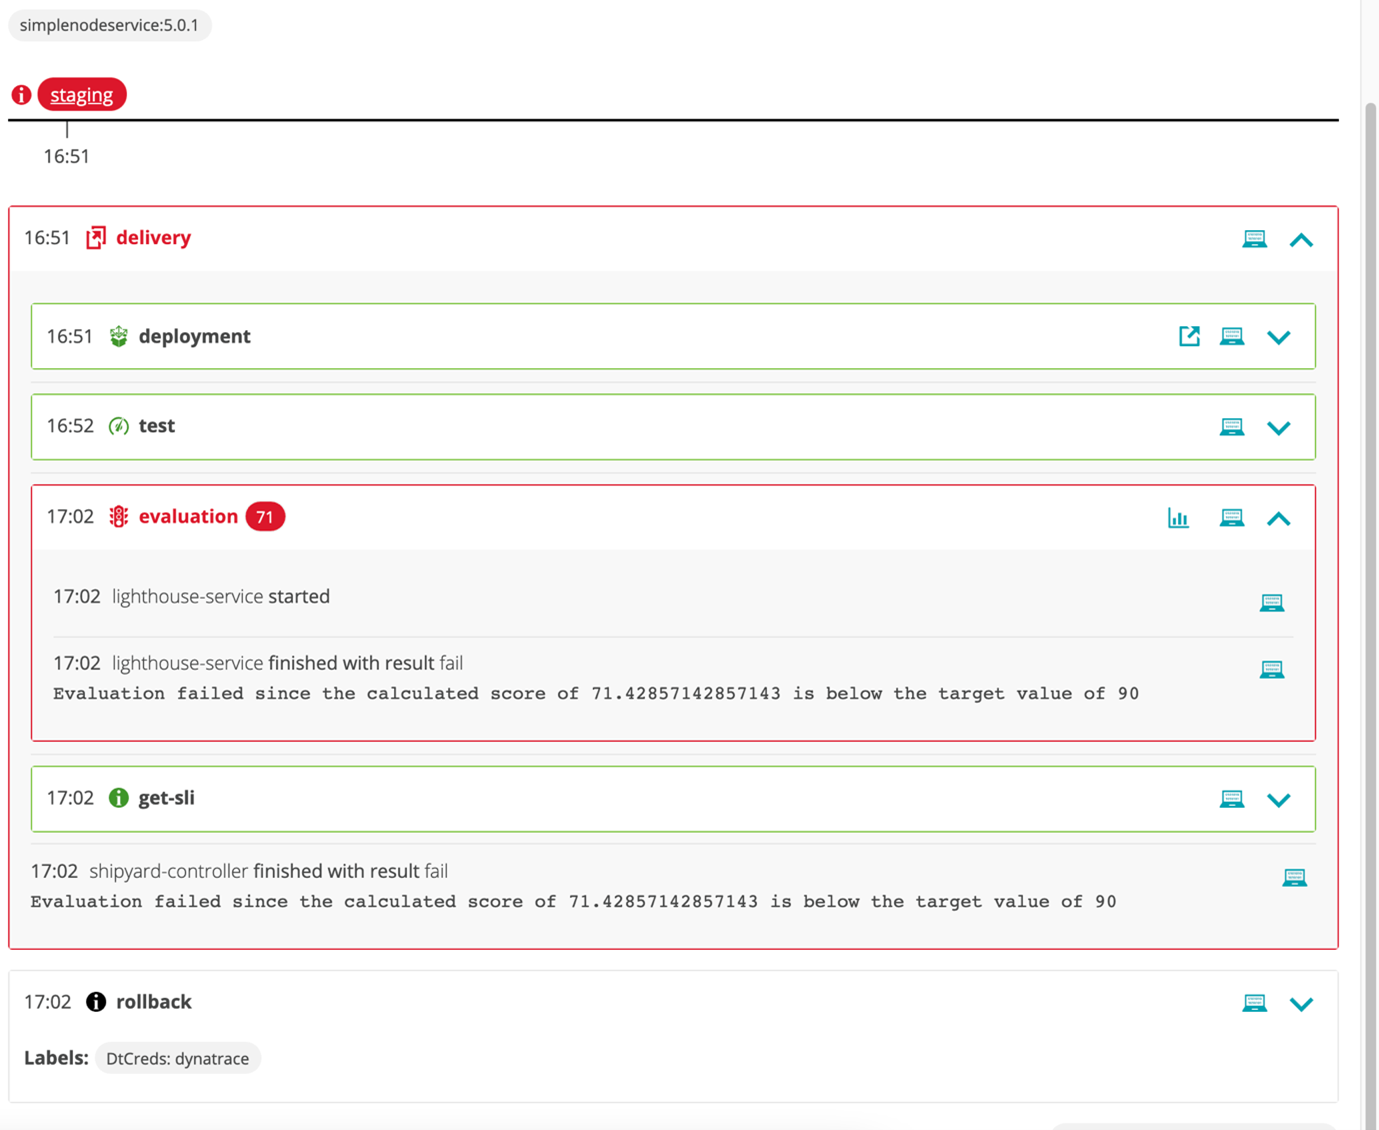 simplenodeservice:5.0.1
staging
16:51
16:51 delivery
16:51 deployment
16:52 test
17:02 evaluation 71
17:02 lighthouse-service started
17:02 lighthouse-service finished with result fail
Evaluation failed since the calculated score of 71.42857142857143 is below the target value of 90
17:02 get-sli
17:02 shipyard-controller finished with result fail
Evaluation failed since the calculated score of 71.42857142857143 is below the target value of 90
17:02 rollback
Labels: DtCreds: dynatrace